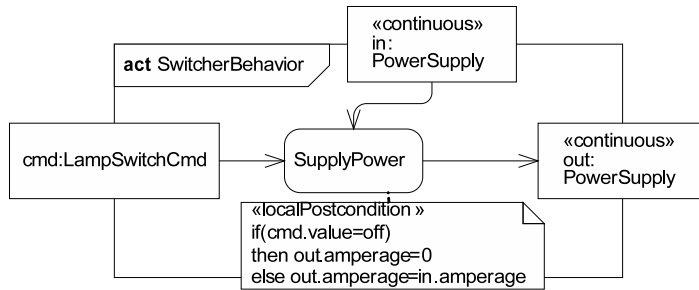 «continuous»
in:
PowerSupply
act SwitcherBehavior
cmd:LampSwitchCmd
SupplyPower
«continuous»
out:
PowerSupply
«localPostcondition »
if(cmd.value=off)
then out.amperage=0
else out.amperage=in.amperage